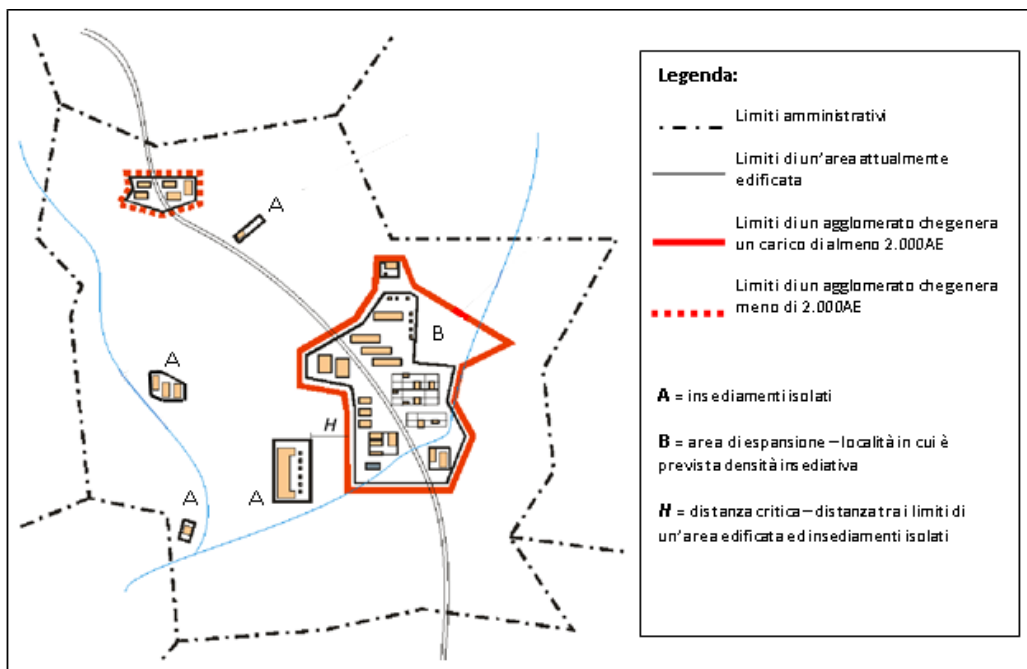 A
B
A
H
A
A
Legenda:
Limiti amministrativi
Limiti di un'area attualmente
edificata
Limiti di un agglomerato che genera
un carico di almeno 2.000AE
Limiti di un agglomerato che genera
meno di 2.000AE
A = insediamenti isolati
B = area di espansione – località in cui è
prevista densità insediativa
H = distanza critica – distanza tra i limiti di
un'area edificata ed insediamenti isolati